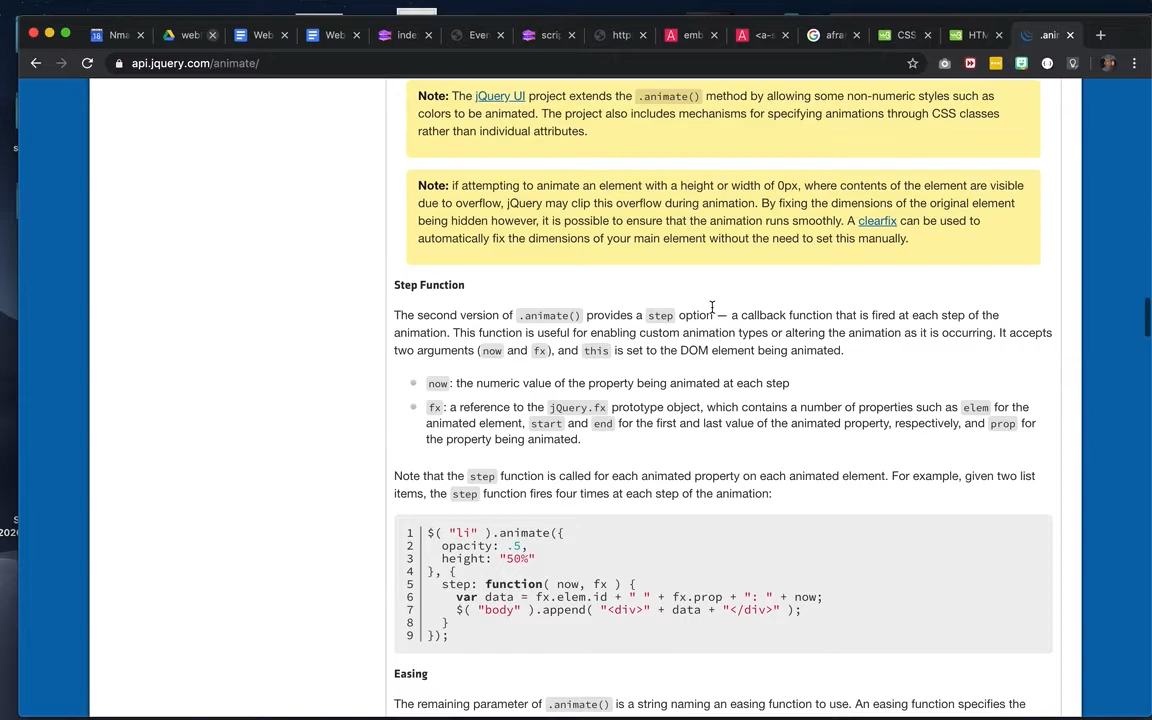 18 Nma
web
Web
Web
inde
Ever
scrip
http:
emb
<a-s
afra
CSS
HTM
.anir
api.jquery.com/animate/
Note: The jQuery UI project extends the .animate() method by allowing some non-numeric styles such as
colors to be animated. The project also includes mechanisms for specifying animations through CSS classes
rather than individual attributes.
Note: if attempting to animate an element with a height or width of 0px, where contents of the element are visible
due to overflow, jQuery may clip this overflow during animation. By fixing the dimensions of the original element
being hidden however, it is possible to ensure that the animation runs smoothly. A clearfix can be used to
automatically fix the dimensions of your main element without the need to set this manually.
Step Function
The second version of .animate() provides a step option — a callback function that is fired at each step of the
animation. This function is useful for enabling custom animation types or altering the animation as it is occurring. It accepts
two arguments (now and fx), and this is set to the DOM element being animated.
now: the numeric value of the property being animated at each step
fx: a reference to the jQuery.fx prototype object, which contains a number of properties such as elem for the
animated element, start and end for the first and last value of the animated property, respectively, and prop for
the property being animated.
Note that the step function is called for each animated property on each animated element. For example, given two list
items, the step function fires four times at each step of the animation:
1 $( "li" ).animate({
2 opacity: .5,
3 height: "50%"
4 }, {
5 step: function( now, fx ) {
6 var data = fx.elem.id + " " + fx.prop + ": " + now;
7 $( "body" ).append( "<div>" + data + "</div>" );
8 }
9 });
Easing
The remaining parameter of .animate() is a string naming an easing function to use. An easing function specifies the